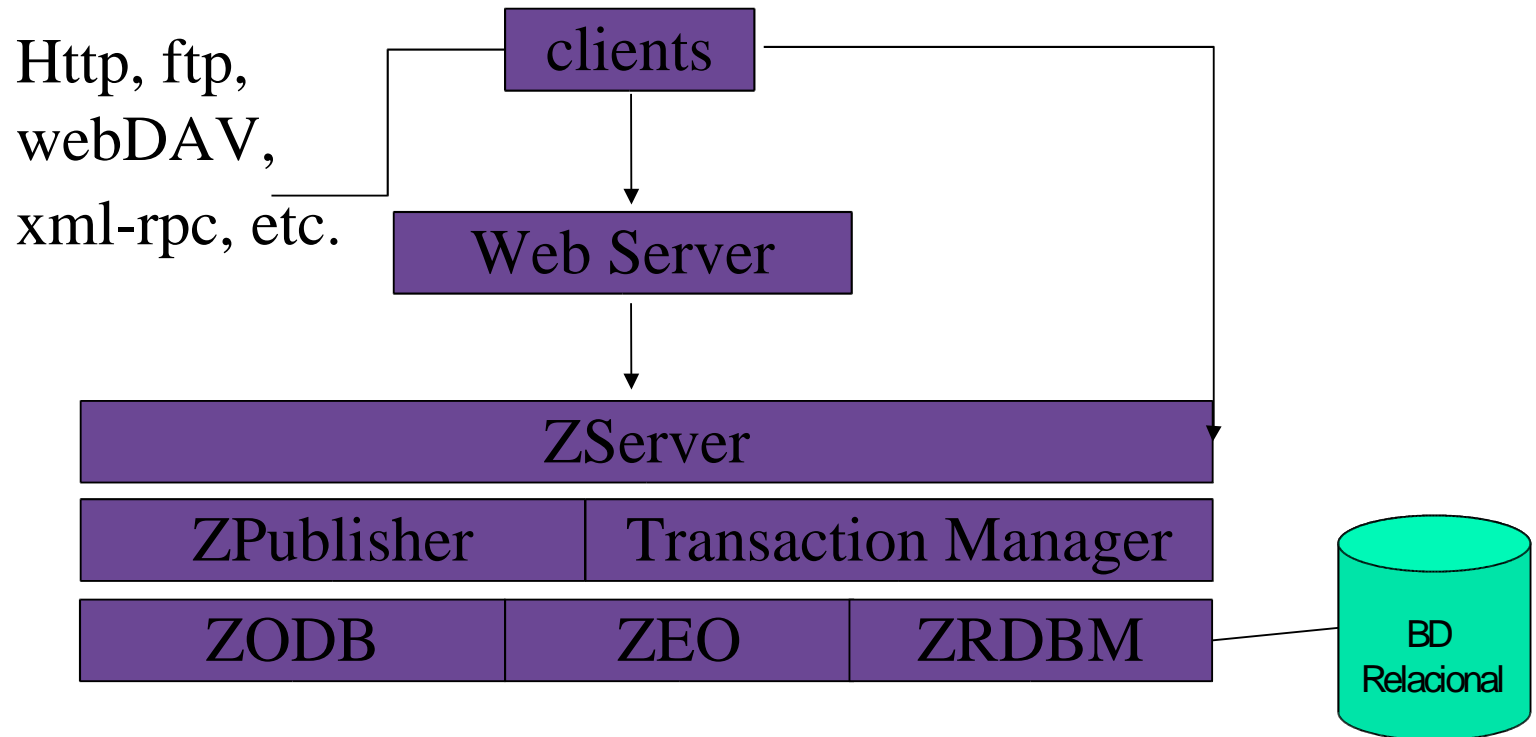 Http, ftp,
webDAV,
xml-rpc, etc.
clients
Web Server
ZServer
ZPublisher
Transaction Manager
ZODB
ZEO
ZRDBM
BD
Relacional